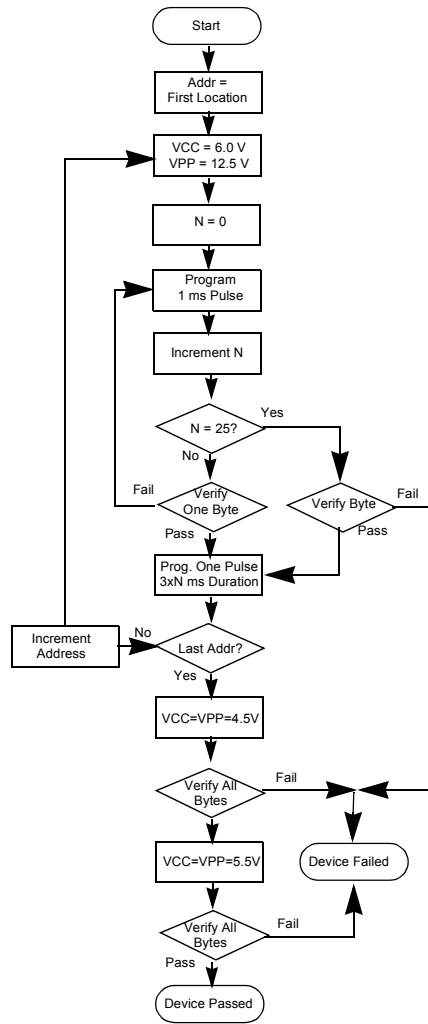 Start
Addr =
First Location
VCC = 6.0 V
VPP = 12.5 V
N = 0
Program
1 ms Pulse
Increment N
N = 25?
Yes
No
Fail
Verify
One Byte
Pass
Verify Byte
Fail
Pass
Prog. One Pulse
3xN ms Duration
Increment
Address
No
Last Addr?
Yes
VCC=VPP=4.5V
Verify All
Bytes
Fail
VCC=VPP=5.5V
Device Failed
Verify All
Bytes
Fail
Pass
Device Passed